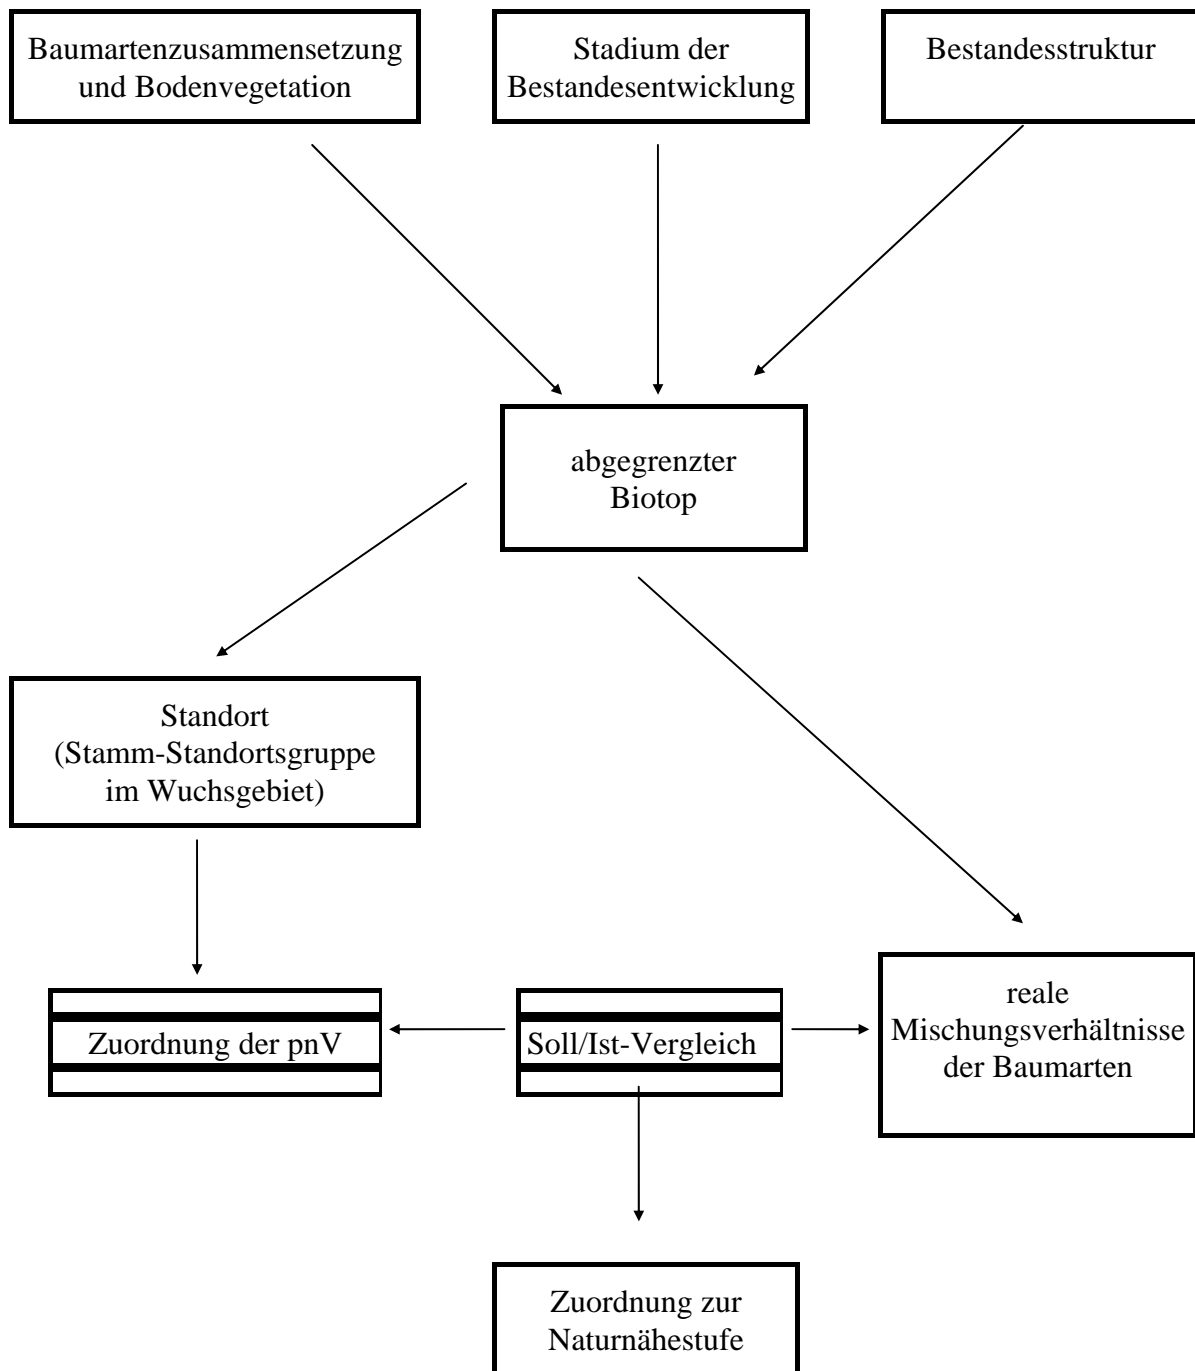 Baumartenzusammensetzung
und Bodenvegetation
Stadium der
Bestandesentwicklung
Bestandesstruktur
abgegrenzter
Biotop
Standort
(Stamm-Standortsgruppe
im Wuchsgebiet)
Zuordnung der pnV
Soll/Ist-Vergleich
reale
Mischungsverhältnisse
der Baumarten
Zuordnung zur
Naturnähestufe